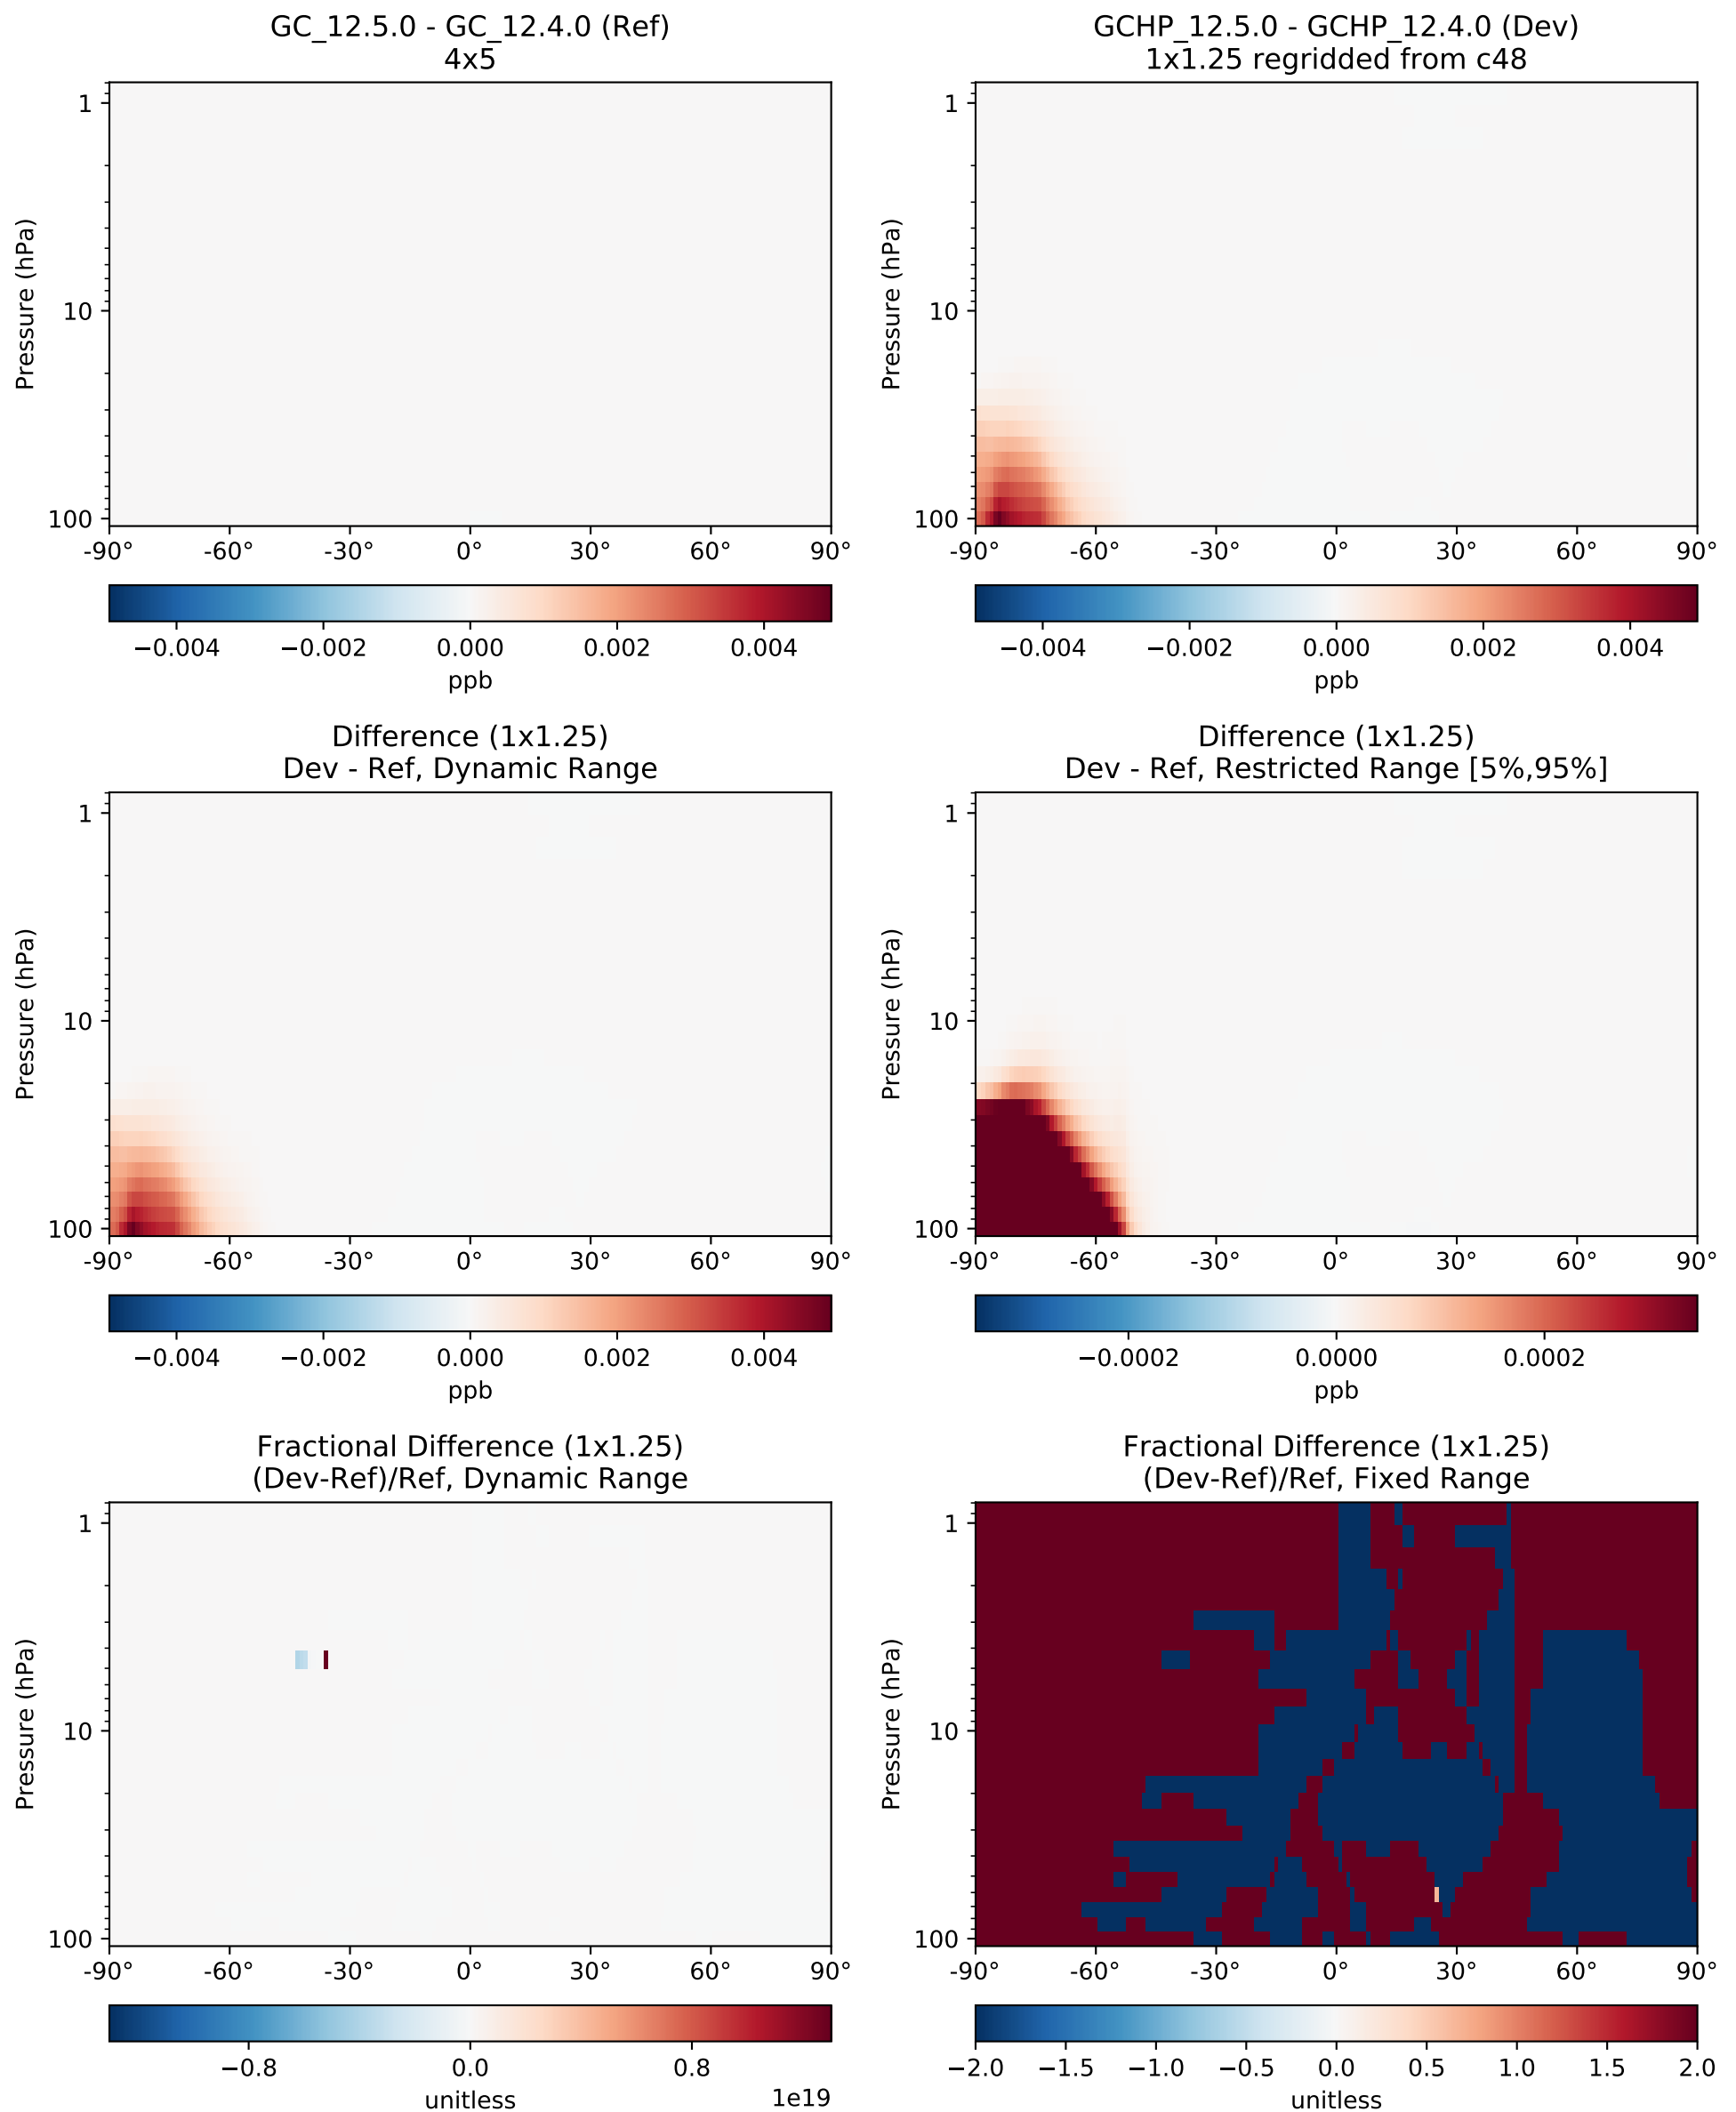 GC_12.5.0 - GC_12.4.0 (Ref)
4x5
Pressure (hPa)
1
10
100
-90° -60° -30° 0° 30° 60° 90°
−0.004 −0.002 0.000 0.002 0.004
ppb
GCHP_12.5.0 - GCHP_12.4.0 (Dev)
1x1.25 regridded from c48
Pressure (hPa)
1
10
100
-90° -60° -30° 0° 30° 60° 90°
−0.004 −0.002 0.000 0.002 0.004
ppb
Difference (1x1.25)
Dev - Ref, Dynamic Range
Pressure (hPa)
1
10
100
-90° -60° -30° 0° 30° 60° 90°
−0.004 −0.002 0.000 0.002 0.004
ppb
Difference (1x1.25)
Dev - Ref, Restricted Range [5%,95%]
Pressure (hPa)
1
10
100
-90° -60° -30° 0° 30° 60° 90°
−0.0002 0.0000 0.0002
ppb
Fractional Difference (1x1.25)
(Dev-Ref)/Ref, Dynamic Range
Pressure (hPa)
1
10
100
-90° -60° -30° 0° 30° 60° 90°
−0.8 0.0 0.8
unitless 1e19
Fractional Difference (1x1.25)
(Dev-Ref)/Ref, Fixed Range
Pressure (hPa)
1
10
100
-90° -60° -30° 0° 30° 60° 90°
−2.0 −1.5 −1.0 −0.5 0.0 0.5 1.0 1.5 2.0
unitless